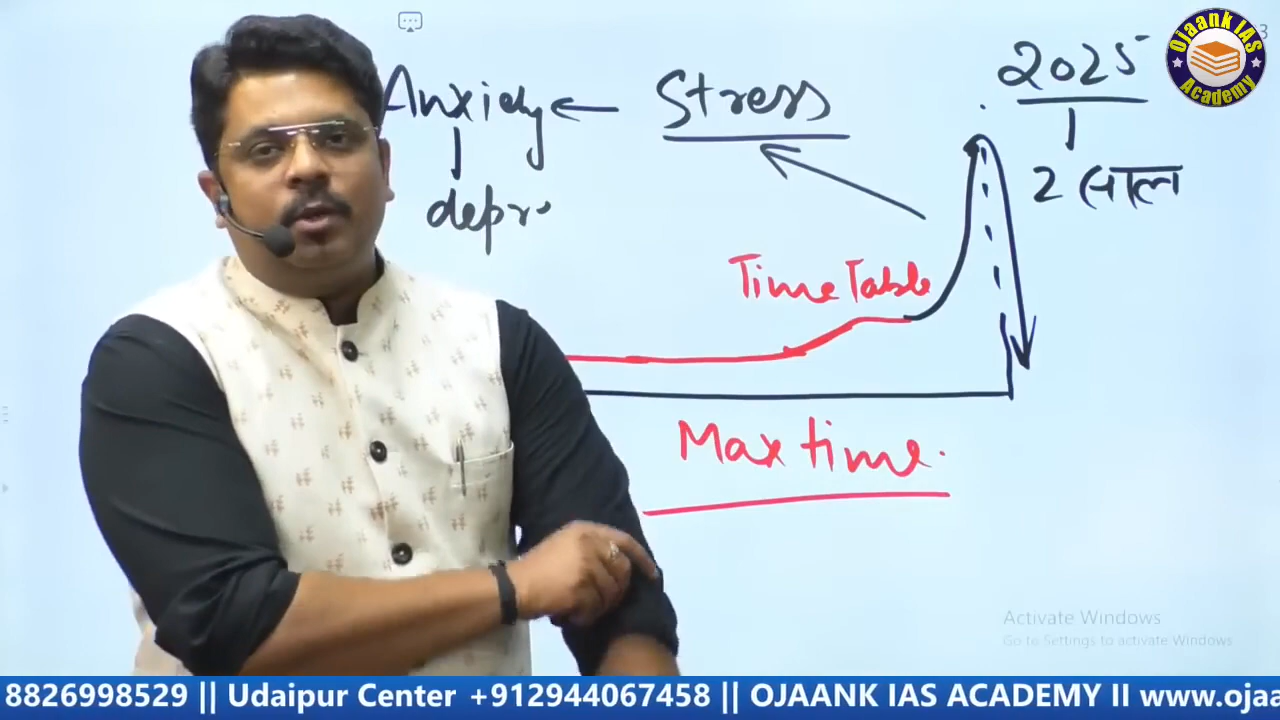 Anxiety ← Stress
2025
2 साल
depr
Time Table
Max time.
Ojaank IAS
Academy
Activate Windows
Go to Settings to activate Windows
8826998529 || Udaipur Center +912944067458 || OJAANK IAS ACADEMY II www.ojaa